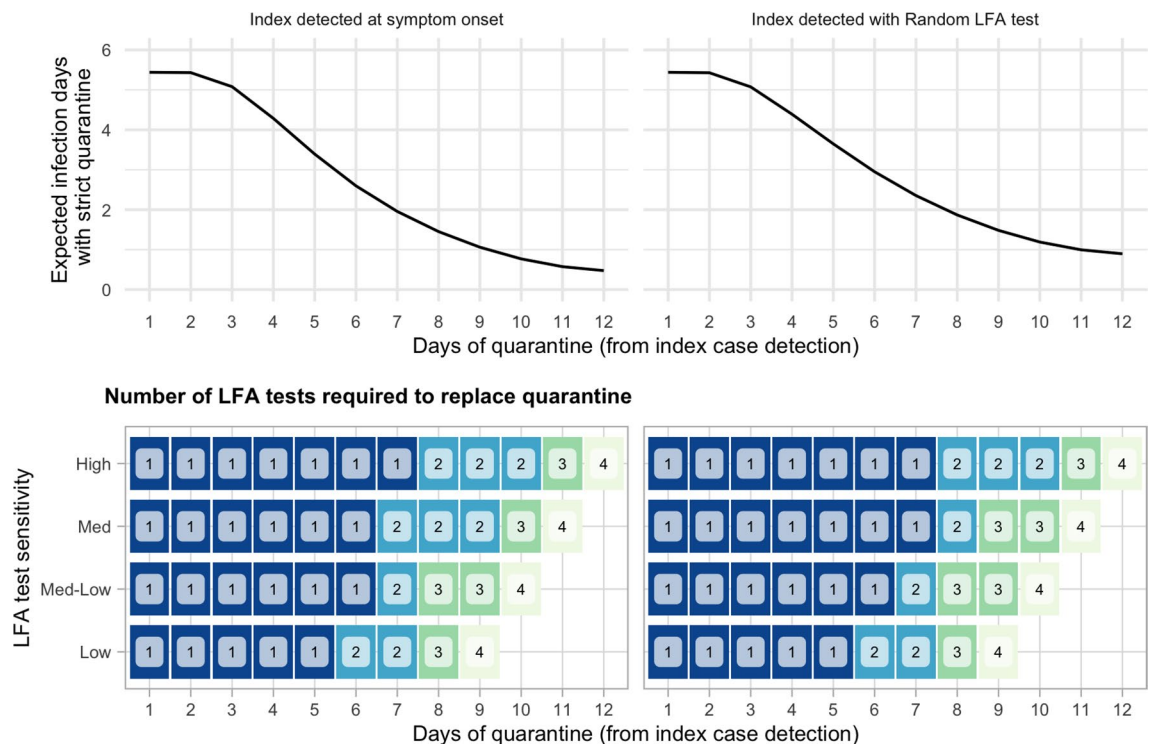 Index detected at symptom onset
Index detected with Random LFA test
Expected infection days
with strict quarantine
6
4
2
0
1 2 3 4 5 6 7 8 9 10 11 12
1 2 3 4 5 6 7 8 9 10 11 12
Days of quarantine (from index case detection)
Number of LFA tests required to replace quarantine
LFA test sensitivity
High 1 1 1 1 1 1 1 2 2 2 3 4 1 1 1 1 1 1 1 2 2 2 3 4
Med 1 1 1 1 1 1 2 2 2 3 4 1 1 1 1 1 1 1 2 3 3 4
Med-Low 1 1 1 1 1 1 2 3 3 4 1 1 1 1 1 1 2 3 3 4
Low 1 1 1 1 1 2 2 3 4 1 1 1 1 1 2 2 3 4
1 2 3 4 5 6 7 8 9 10 11 12
1 2 3 4 5 6 7 8 9 10 11 12
Days of quarantine (from index case detection)